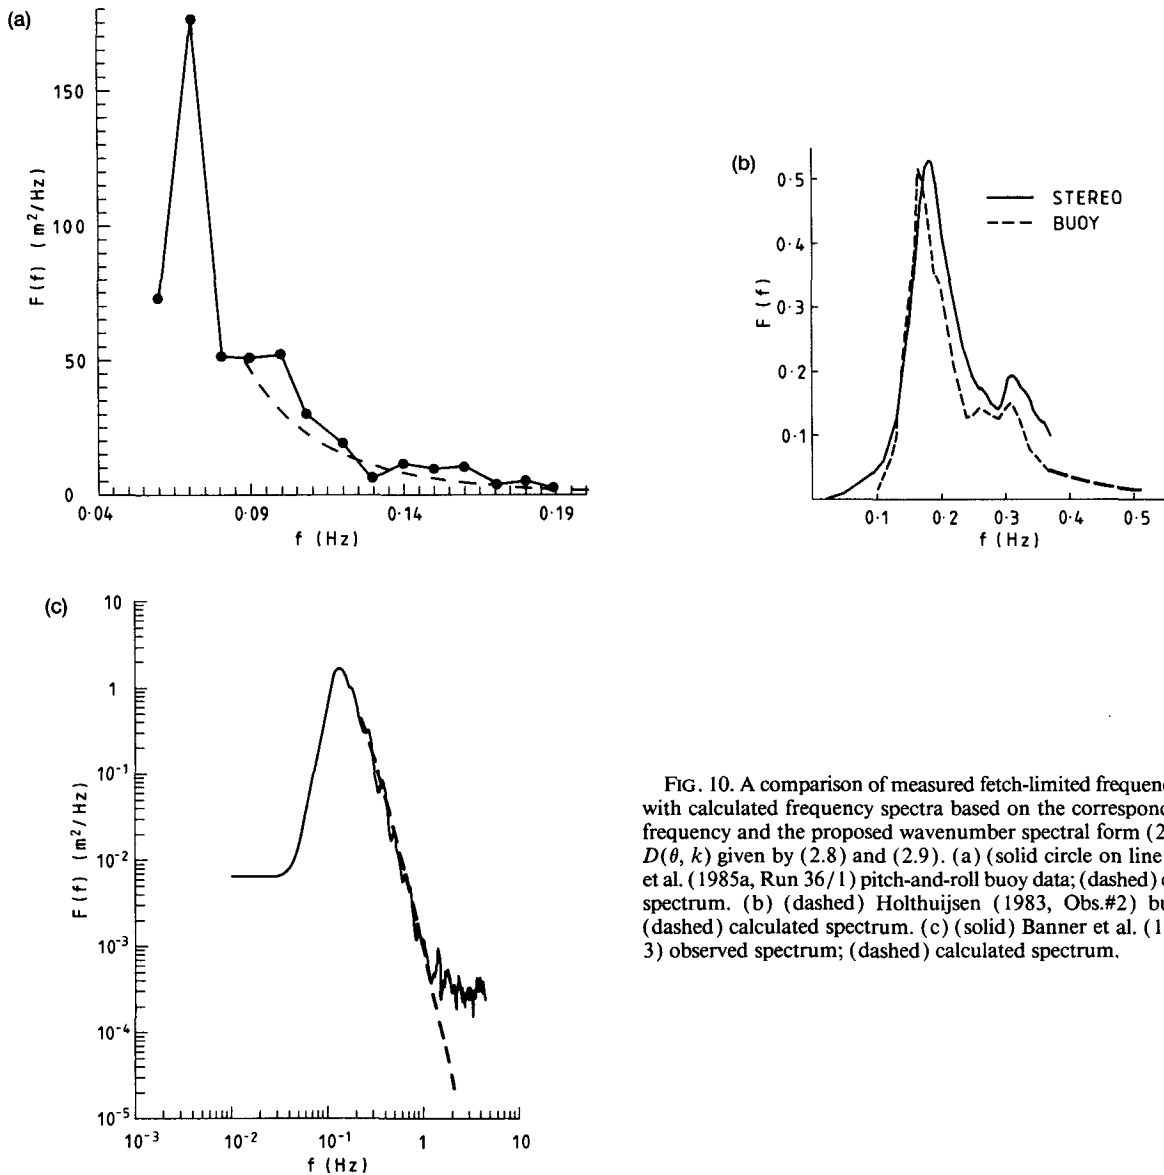 (a)
150
100
50
0
F(f) (m²/Hz)
0·04
0·09
0·14
0·19
f (Hz)
(b)
0·5
0·4
0·3
0·2
0·1
F (f)
STEREO
BUOY
0·1
0·2
0·3
0·4
0·5
f (Hz)
(c)
10
1
10⁻¹
10⁻²
10⁻³
10⁻⁴
10⁻⁵
F(f) (m²/Hz)
10⁻³
10⁻²
10⁻¹
1
10
f (Hz)
FIG. 10. A comparison of measured fetch-limited
with calculated frequency spectra based on the
frequency and the proposed wavenumber spectral form
D(θ, k) given by (2.8) and (2.9). (a) (solid circle on line
et al. (1985a, Run 36/1) pitch-and-roll buoy data; (dashed)
spectrum. (b) (dashed) Holthuijsen (1983, Obs.#2)
(dashed) calculated spectrum. (c) (solid) Banner et al.
3) observed spectrum; (dashed) calculated spectrum.